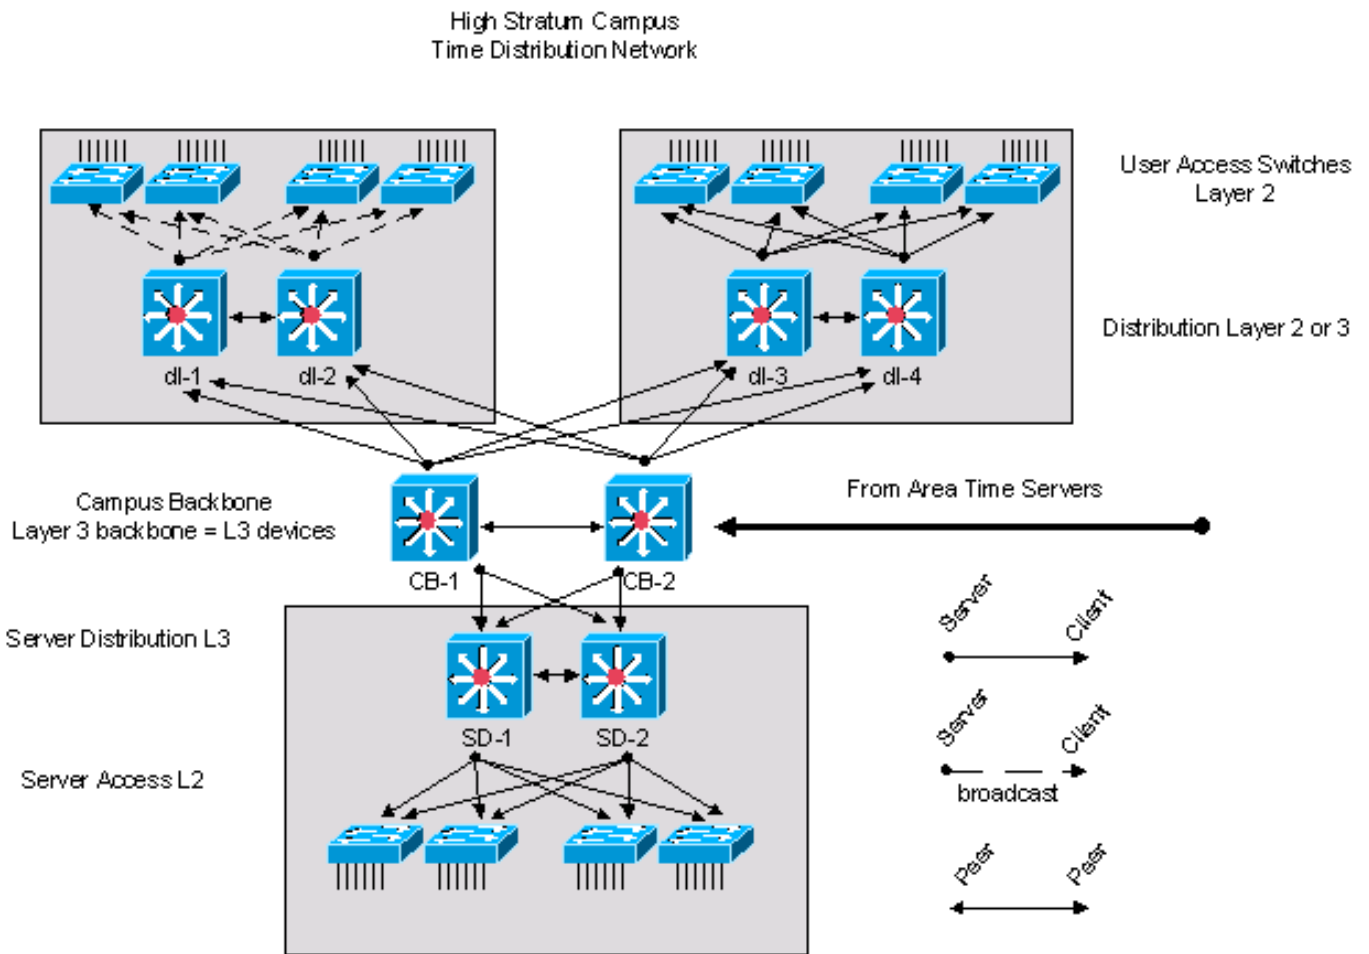 High Stratum Campus
Time Distribution Network
User Access Switches
Layer 2
Distribution Layer 2 or 3
dl-1
dl-2
dl-3
dl-4
Campus Backbone
Layer 3 backbone = L3 devices
From Area Time Servers
CB-1
CB-2
Server Distribution L3
Server
Client
SD-1
SD-2
Server Access L2
Server
Client
broadcast
Peer
Peer